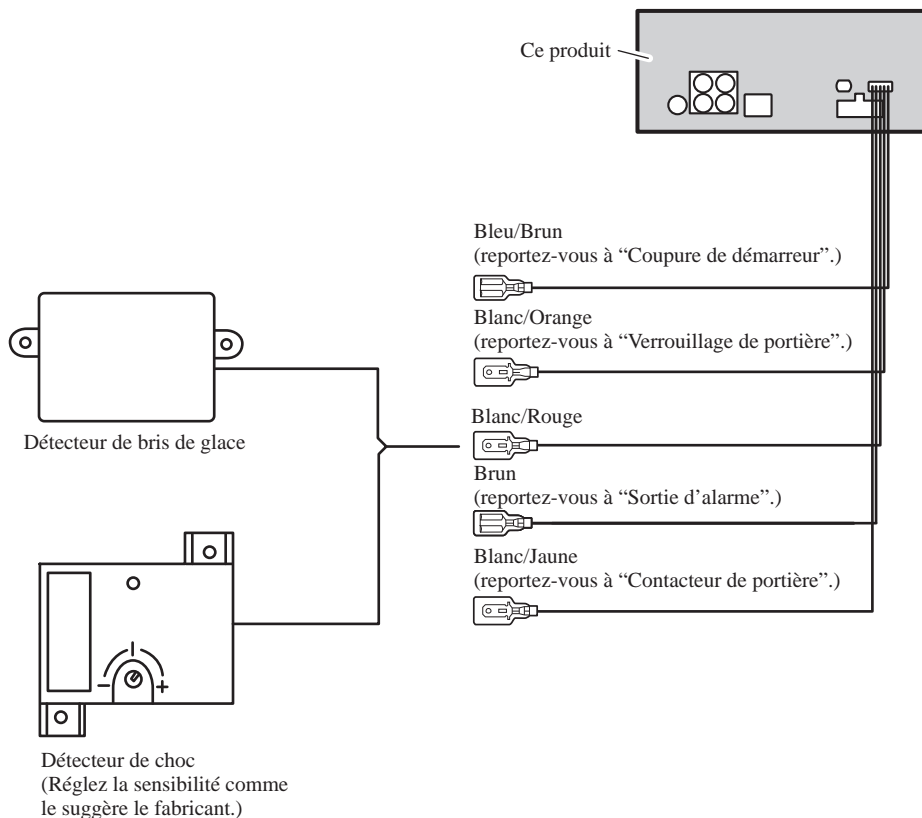 Ce produit
Bleu/Brun
(reportez-vous à “Coupure de démarreur”.)
Blanc/Orange
(reportez-vous à “Verrouillage de portière”.)
Détecteur de bris de glace
Blanc/Rouge
Brun
(reportez-vous à “Sortie d’alarme”.)
Blanc/Jaune
(reportez-vous à “Contacteur de portière”.)
– +
Détecteur de choc
(Réglez la sensibilité comme
le suggère le fabricant.)